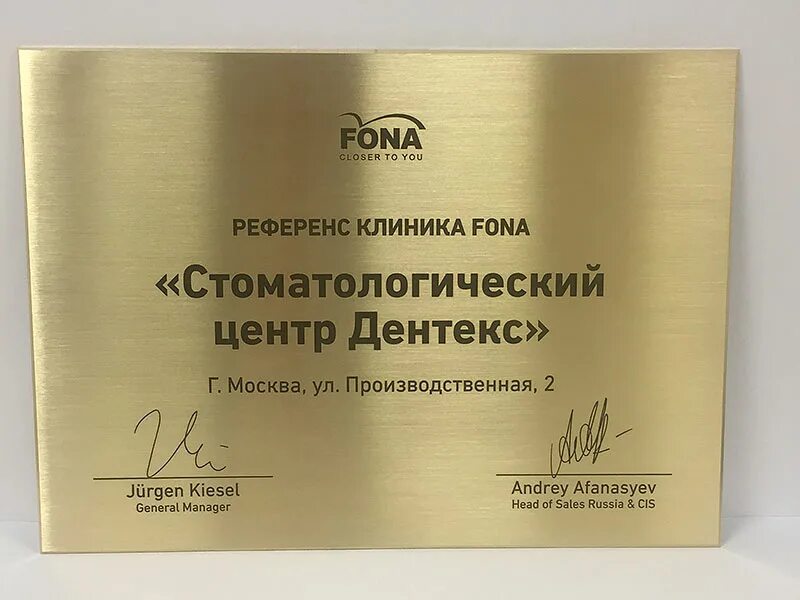 FONA
CLOSER TO YOU
РЕФЕРЕНС КЛИНИКА FONA
«Стоматологический
центр Дентекс»
Г. Москва, ул. Производственная, 2
Jürgen Kiesel
General Manager
Andrey Afanasyev
Head of Sales Russia & CIS